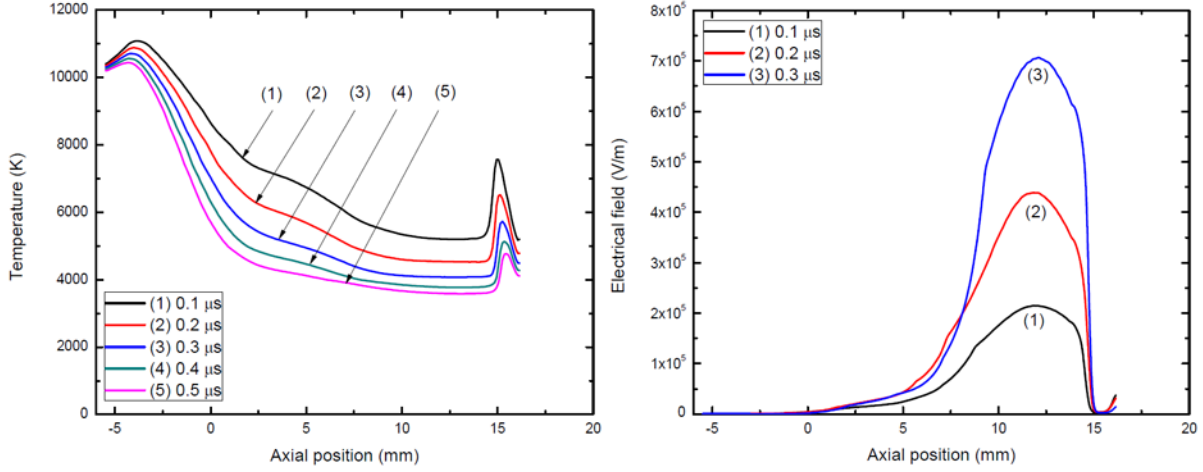 12000
10000
8000
6000
4000
2000
0
Temperature (K)
(1) (2) (3) (4) (5)
(1) 0.1 μs
(2) 0.2 μs
(3) 0.3 μs
(4) 0.4 μs
(5) 0.5 μs
-5 0 5 10 15 20
Axial position (mm)
8x10⁵
7x10⁵
6x10⁵
5x10⁵
4x10⁵
3x10⁵
2x10⁵
1x10⁵
0
Electrical field (V/m)
(1) 0.1 μs
(2) 0.2 μs
(3) 0.3 μs
(3)
(2)
(1)
-5 0 5 10 15 20
Axial position (mm)